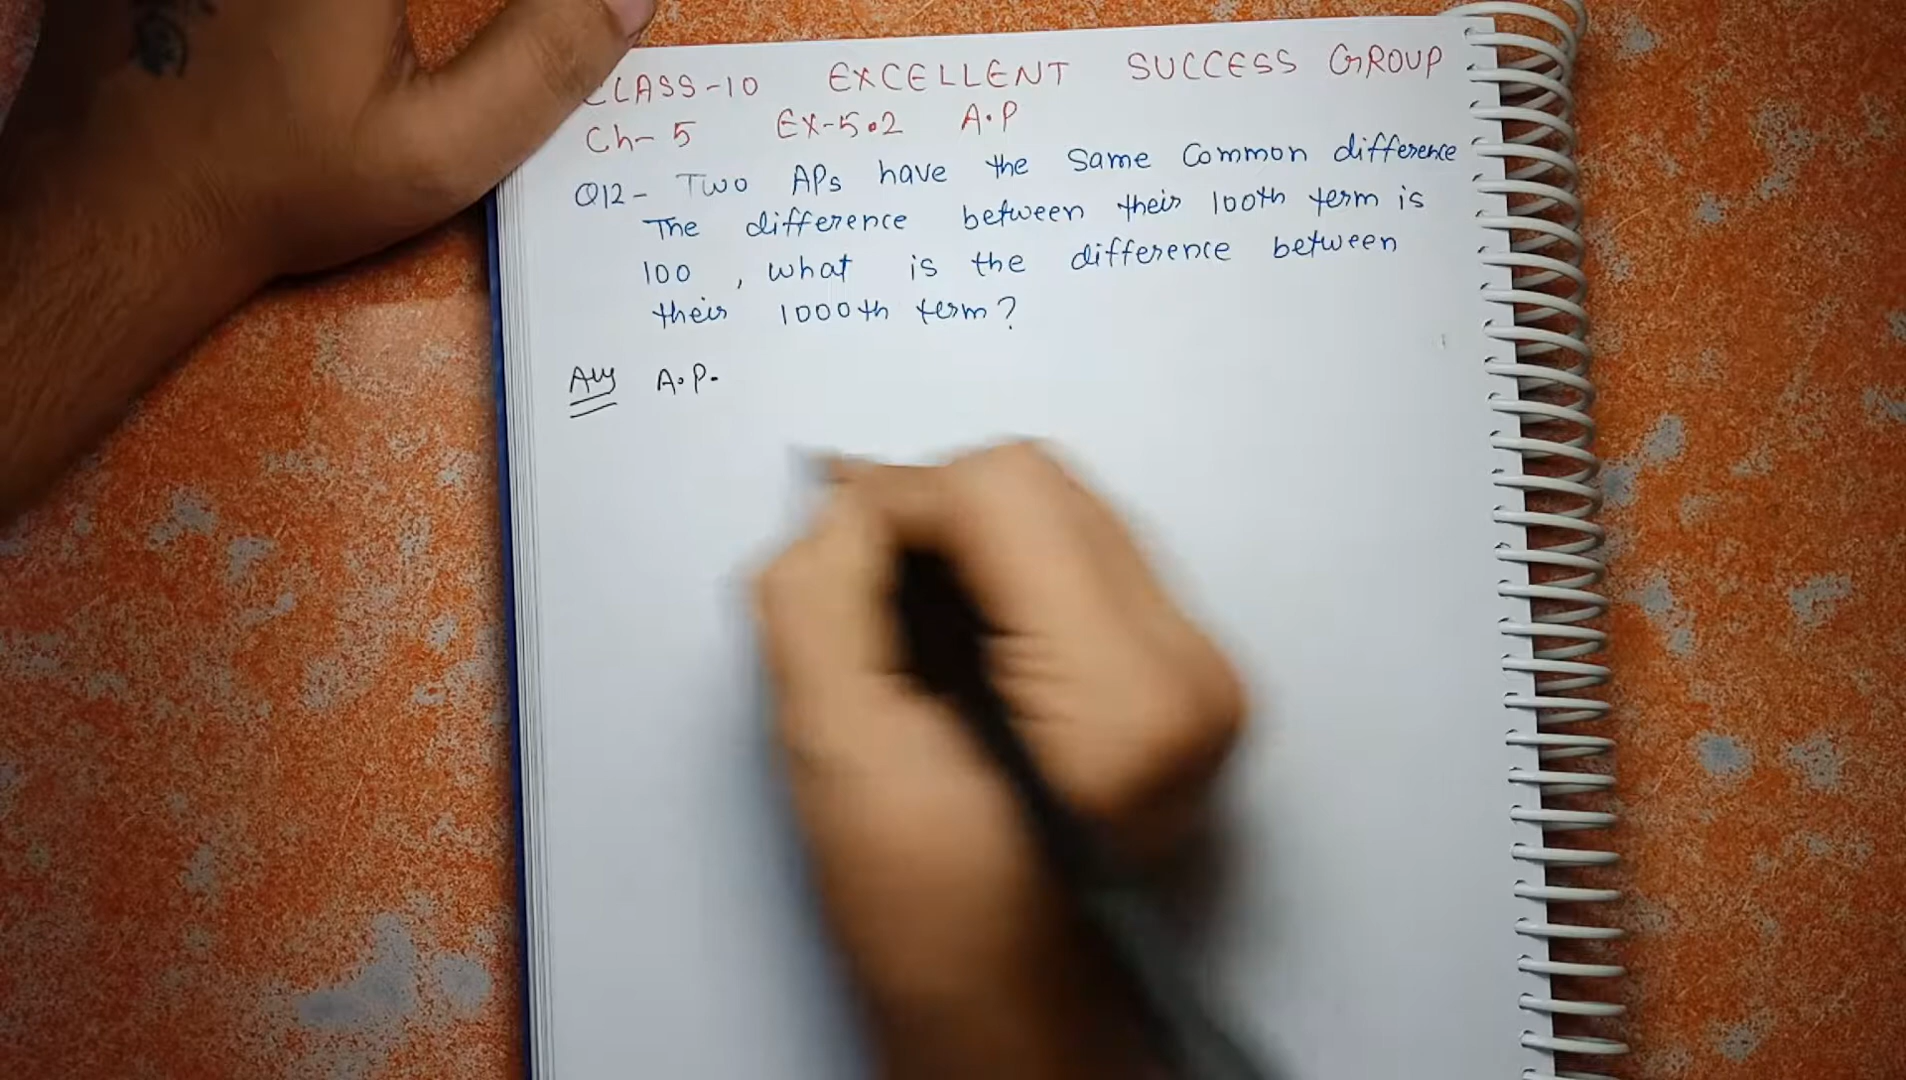 CLASS-10 EXCELLENT SUCCESS GROUP
Ch- 5 EX-5.2 A.P
Q12- Two APs have the same common difference
The difference between their 100th term is
100 , what is the difference between
their 1000th term?
Ans A.P.